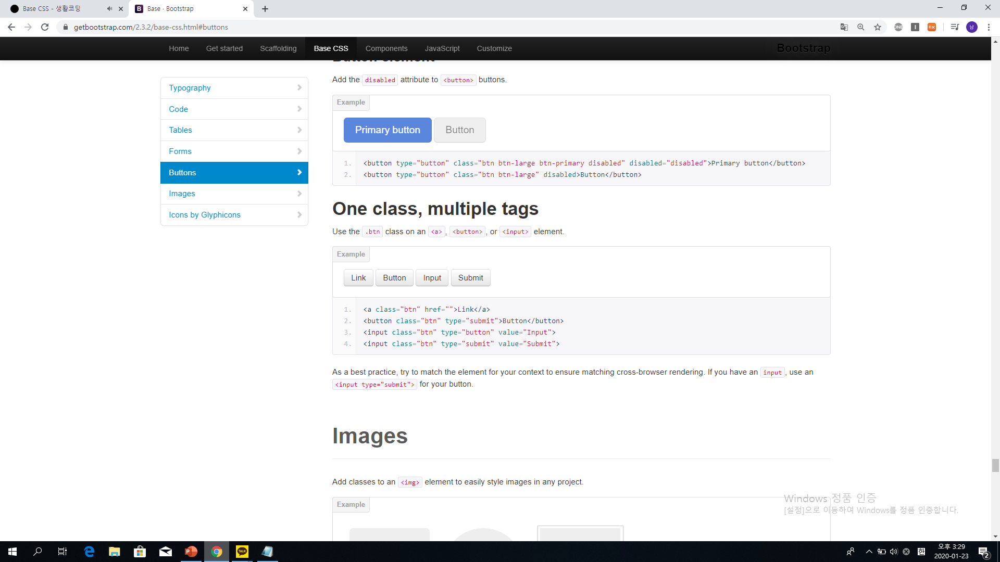 Base CSS - 생활코딩
Base · Bootstrap
getbootstrap.com/2.3.2/base-css.html#buttons
ONE
I
남
Home Get started Scaffolding Base CSS Components JavaScript Customize Bootstrap
Button element
Typography
Code
Tables
Forms
Buttons
Images
Icons by Glyphicons
Add the disabled attribute to <button> buttons.
Example
Primary button Button
1. <button type="button" class="btn btn-large btn-primary disabled" disabled="disabled">Primary button</button>
2. <button type="button" class="btn btn-large" disabled>Button</button>
One class, multiple tags
Use the .btn class on an <a>, <button>, or <input> element.
Example
Link Button Input Submit
1. <a class="btn" href="">Link</a>
2. <button class="btn" type="submit">Button</button>
3. <input class="btn" type="button" value="Input">
4. <input class="btn" type="submit" value="Submit">
As a best practice, try to match the element for your context to ensure matching cross-browser rendering. If you have an input, use an
<input type="submit"> for your button.
Images
Add classes to an <img> element to easily style images in any project.
Example
Windows 정품 인증
[설정]으로 이동하여 Windows를 정품 인증합니다.
TALK
한
오후 3:29
2020-01-23
2